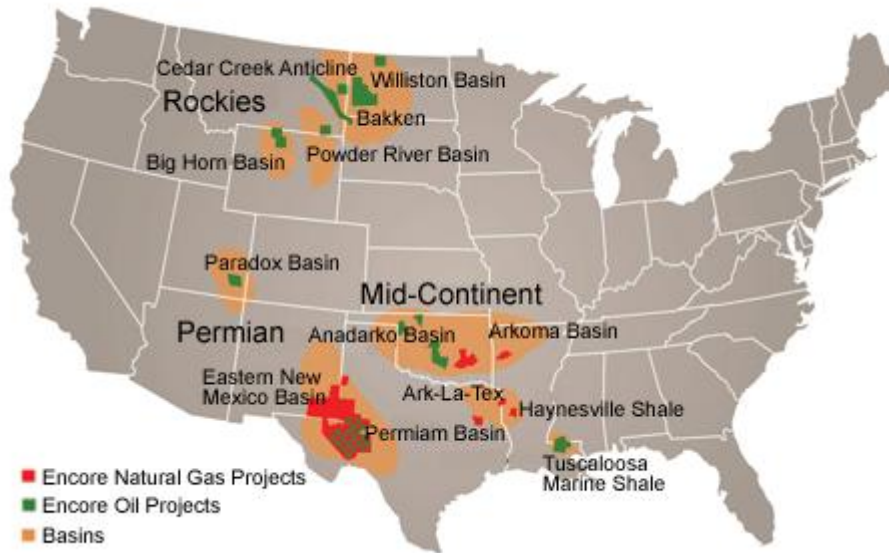 Cedar Creek Anticline
Williston Basin
Rockies
Bakken
Big Horn Basin
Powder River Basin
Paradox Basin
Mid-Continent
Permian
Anadarko Basin
Arkoma Basin
Eastern New
Mexico Basin
Ark-La-Tex
Haynesville Shale
Permiam Basin
Tuscaloosa
Marine Shale
Encore Natural Gas Projects
Encore Oil Projects
Basins